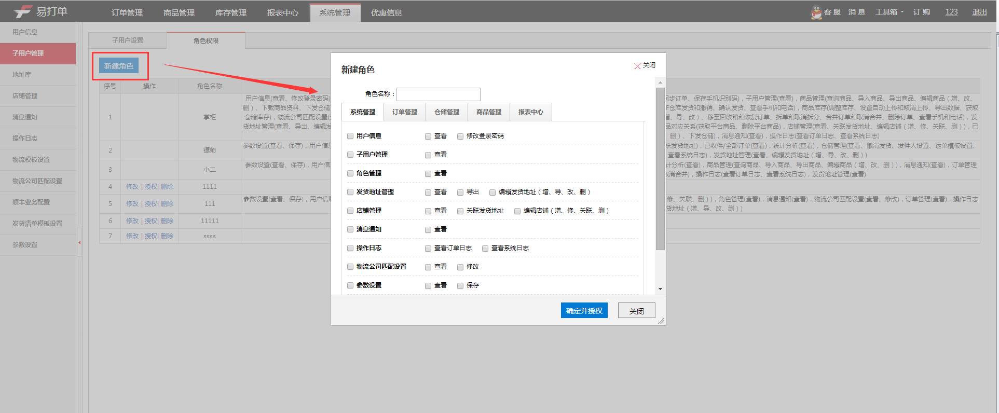 易打单
订单管理 商品管理 库存管理 报表中心 系统管理 优惠信息
客 服 消 息 工具箱 订 购 123 退出
用户信息
子用户管理
地址库
店铺管理
消息通知
操作日志
物流模板设置
物流公司匹配设置
顺丰业务配置
发货清单模板设置
参数设置
子用户设置 角色权限
新建角色
序号 操作 角色名称
1 掌柜
用户信息(查看、修改登录密码)
删）、下载商品资料、下发仓储
仓储库存)，物流公司匹配设置(
货地址管理(查看、导出、编辑发
步订单、保存手机识别码)，子用户管理(查看)，商品管理(查询商品、导入商品、导出商品、编辑商品（增、改、
仓库发货和撤销、确认发货、查看手机和电话)，商品库存(调整库存、设置自动上传和取消上传、导出数据、获取
、导、改）、移至回收箱和恢复订单、拆单和取消拆分、合并订单和取消合并、删除订单、查看手机和电话)，发
品对应关系(获取平台商品、删除平台商品)，店铺管理(查看、关联发货地址、编辑店铺（增、修、关联、删）)，已
、删）、下发仓储)，消息通知(查看)，操作日志(查看订单日志、查看系统日志)
2 镖师
参数设置(查看、保存)，用户信息
联发货地址)，已收件/全部订单(查看)，统计分析(查看)，仓储管理(查看、撤消发货、发件人设置、运单模板设置、
查看系统日志)，发货地址管理(查看、编辑发货地址（增、导、改、删）)
3 小二
参数设置(查看、保存)，用户信
计分析(查看)，商品管理(查询商品、导入商品、导出商品、编辑商品（增、改、删）)，消息通知(查看)，订单管理
取消合并)，操作日志(查看订单日志、查看系统日志)，发货地址管理(查看)
4 修改 | 授权| 删除 1111
5 修改 | 授权| 删除 111
参数设置(查看、保存)，用户信息
修、关联、删）)，角色管理(查看)，消息通知(查看)，物流公司匹配设置(查看、修改)，订单管理(查看)，操作日志
货地址（增、导、改、删）)
6 修改 | 授权| 删除 11111
7 修改 | 授权| 删除 ssss
新建角色
关闭
角色名称：
系统管理 订单管理 仓储管理 商品管理 报表中心
用户信息 查看 修改登录密码
子用户管理 查看
角色管理 查看
发货地址管理 查看 导出 编辑发货地址（增、导、改、删）
店铺管理 查看 关联发货地址 编辑店铺（增、修、关联、删）
消息通知 查看
操作日志 查看订单日志 查看系统日志
物流公司匹配设置 查看 修改
参数设置 查看 保存
确定并授权 关闭